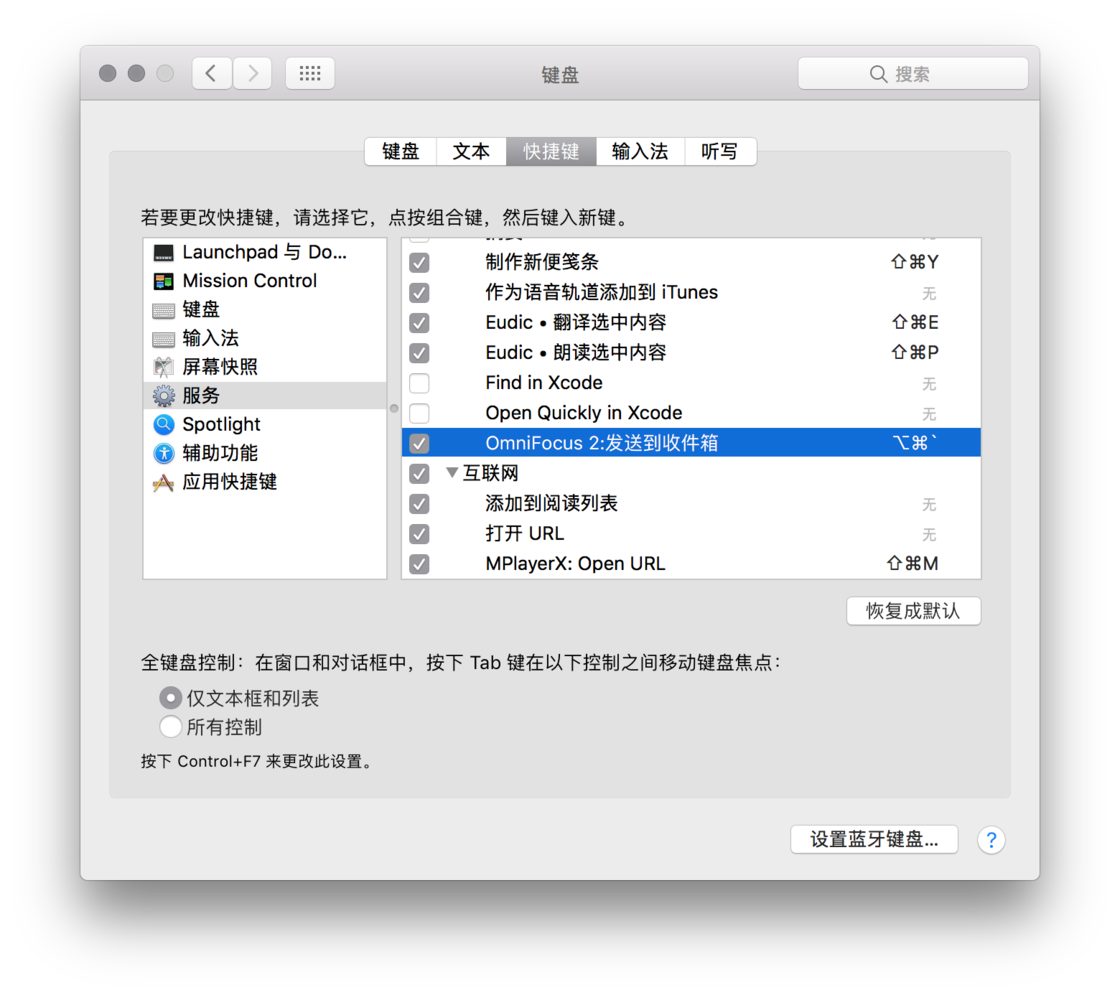 键盘
搜索
键盘 文本 快捷键 输入法 听写
若要更改快捷键，请选择它，点按组合键，然后键入新键。
Launchpad 与 Do...
Mission Control
键盘
输入法
屏幕快照
服务
Spotlight
辅助功能
应用快捷键
制作新便笺条 ⇧⌘Y
作为语音轨道添加到 iTunes 无
Eudic • 翻译选中内容 ⇧⌘E
Eudic • 朗读选中内容 ⇧⌘P
Find in Xcode 无
Open Quickly in Xcode 无
OmniFocus 2:发送到收件箱 ⌥⌘`
互联网
添加到阅读列表 无
打开 URL 无
MPlayerX: Open URL ⇧⌘M
恢复成默认
全键盘控制：在窗口和对话框中，按下 Tab 键在以下控制之间移动键盘焦点：
仅文本框和列表
所有控制
按下 Control+F7 来更改此设置。
设置蓝牙键盘... ?